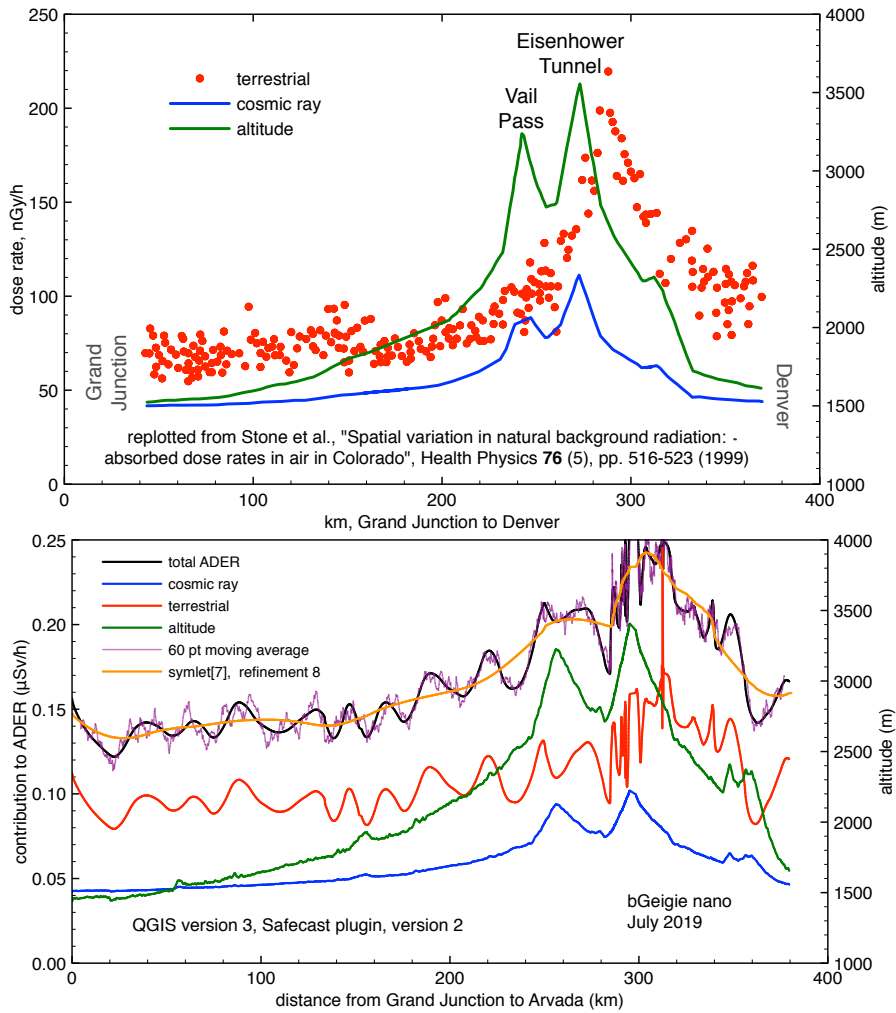 250
200
150
100
50
0
dose rate, nGy/h
4000
3500
3000
2500
2000
1500
1000
altitude (m)
terrestrial
cosmic ray
altitude
Vail
Pass
Eisenhower
Tunnel
Grand
Junction
Denver
replotted from Stone et al., "Spatial variation in natural background radiation: -
absorbed dose rates in air in Colorado", Health Physics 76 (5), pp. 516-523 (1999)
0 100 200 300 400
km, Grand Junction to Denver
0.25
0.20
0.15
0.10
0.05
0.00
contribution to ADER (µSv/h)
4000
3500
3000
2500
2000
1500
1000
altitude (m)
total ADER
cosmic ray
terrestrial
altitude
60 pt moving average
symlet[7], refinement 8
QGIS version 3, Safecast plugin, version 2
bGeigie nano
July 2019
0 100 200 300 400
distance from Grand Junction to Arvada (km)